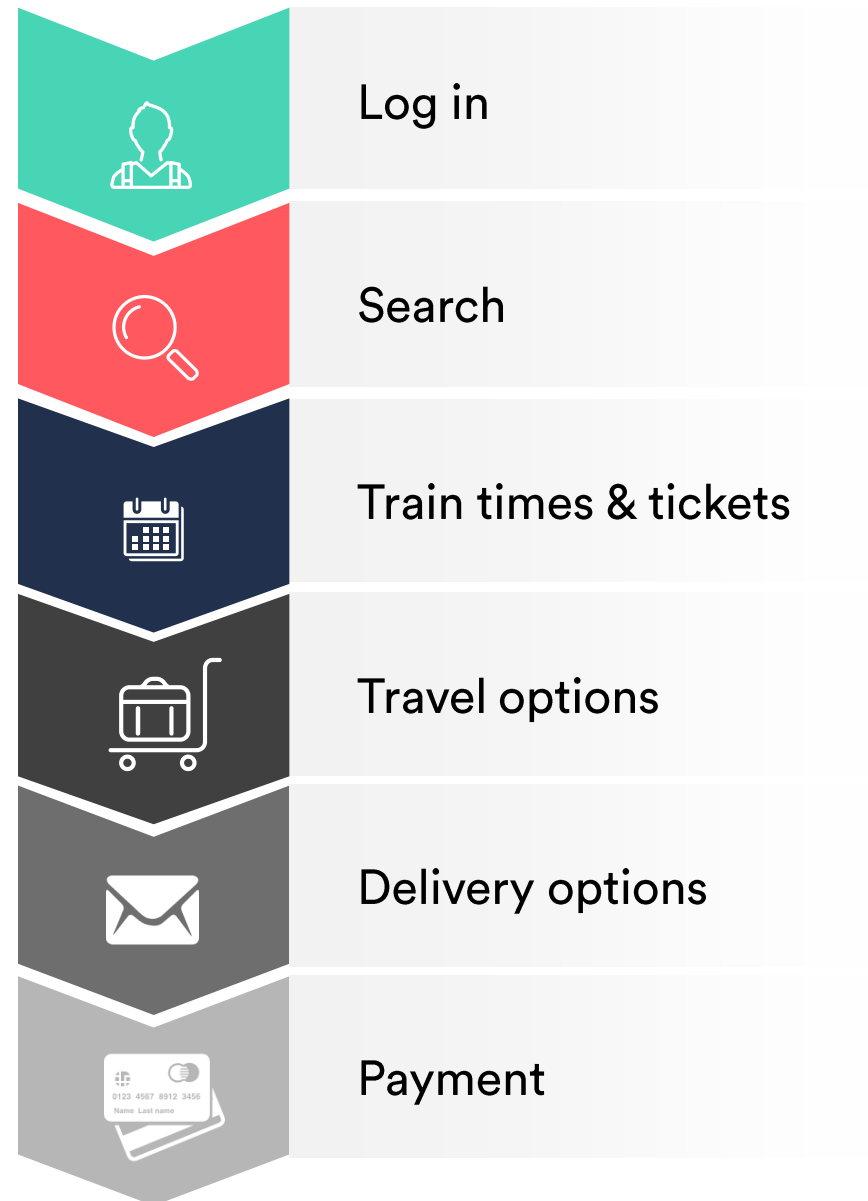 Log in
Search
Train times & tickets
Travel options
Delivery options
Payment
0123 4567 8912 3456
Name Last name